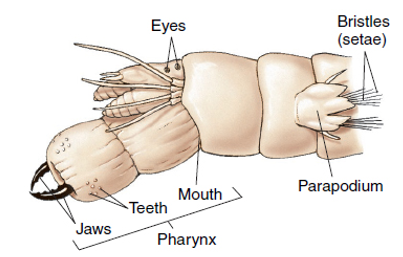 Eyes
Bristles
(setae)
Parapodium
Mouth
Teeth
Jaws
Pharynx